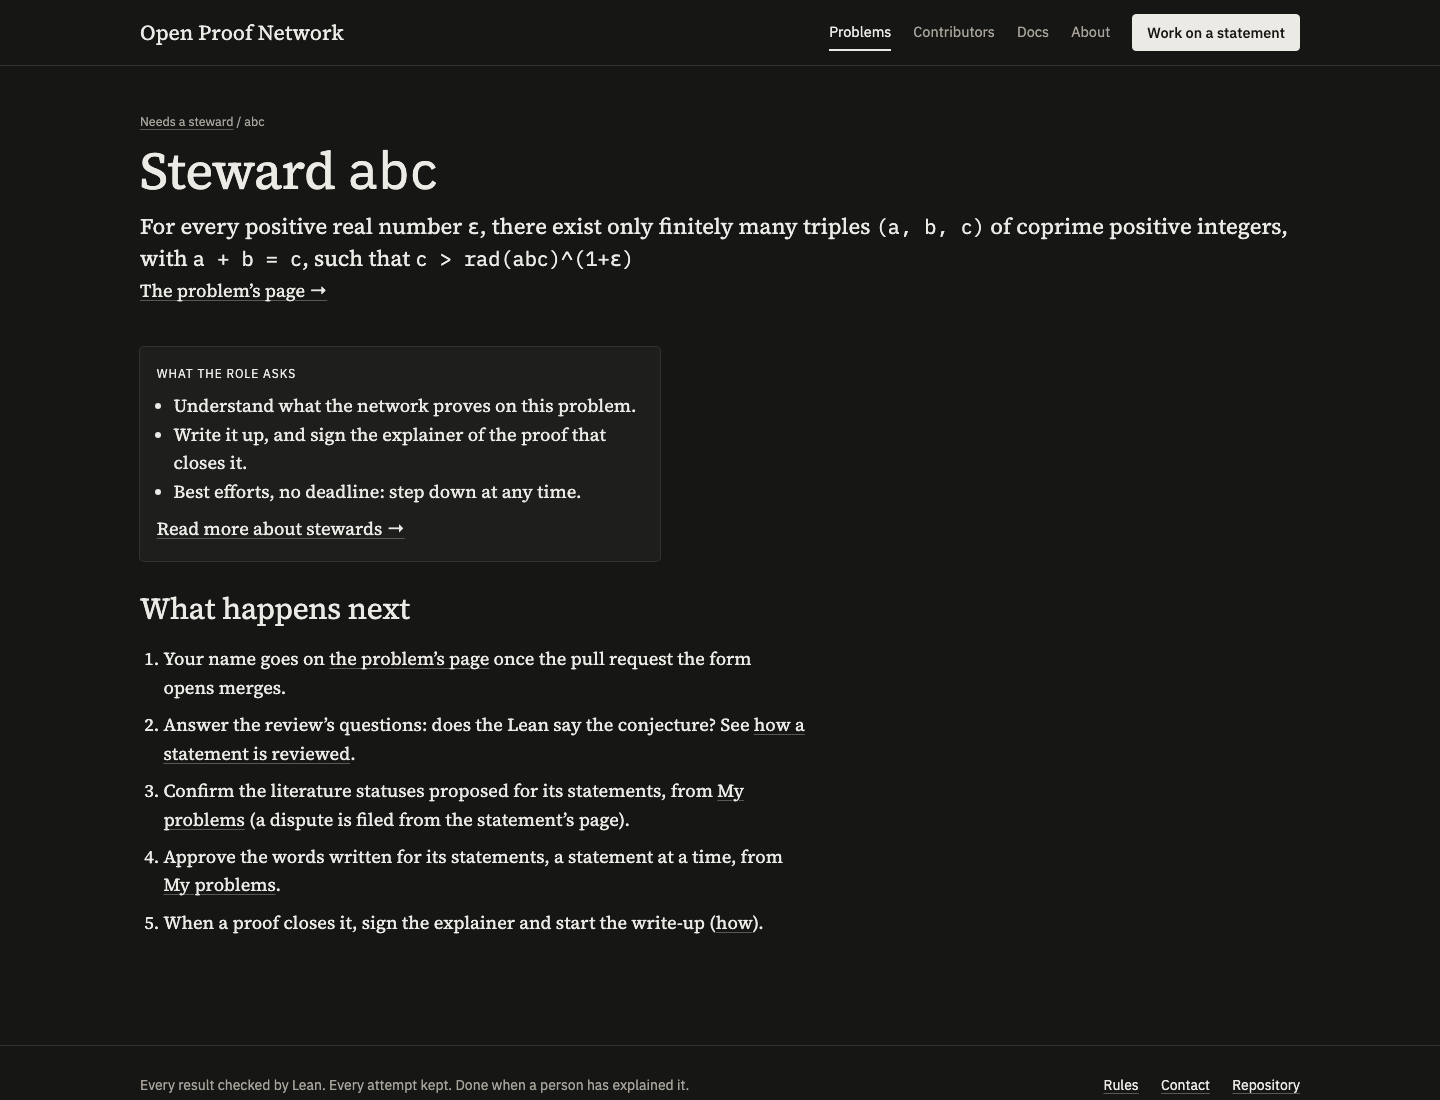 Open Proof Network
Problems
Contributors
Docs
About
Work on a statement
Needs a steward / abc
Steward abc
For every positive real number ε, there exist only finitely many triples (a, b, c) of coprime positive integers,
with a + b = c, such that c > rad(abc)^(1+ε)
The problem’s page →
WHAT THE ROLE ASKS
• Understand what the network proves on this problem.
• Write it up, and sign the explainer of the proof that
closes it.
• Best efforts, no deadline: step down at any time.
Read more about stewards →
What happens next
1. Your name goes on the problem’s page once the pull request the form
opens merges.
2. Answer the review’s questions: does the Lean say the conjecture? See how a
statement is reviewed.
3. Confirm the literature statuses proposed for its statements, from My
problems (a dispute is filed from the statement’s page).
4. Approve the words written for its statements, a statement at a time, from
My problems.
5. When a proof closes it, sign the explainer and start the write-up (how).
Every result checked by Lean. Every attempt kept. Done when a person has explained it.
Rules
Contact
Repository